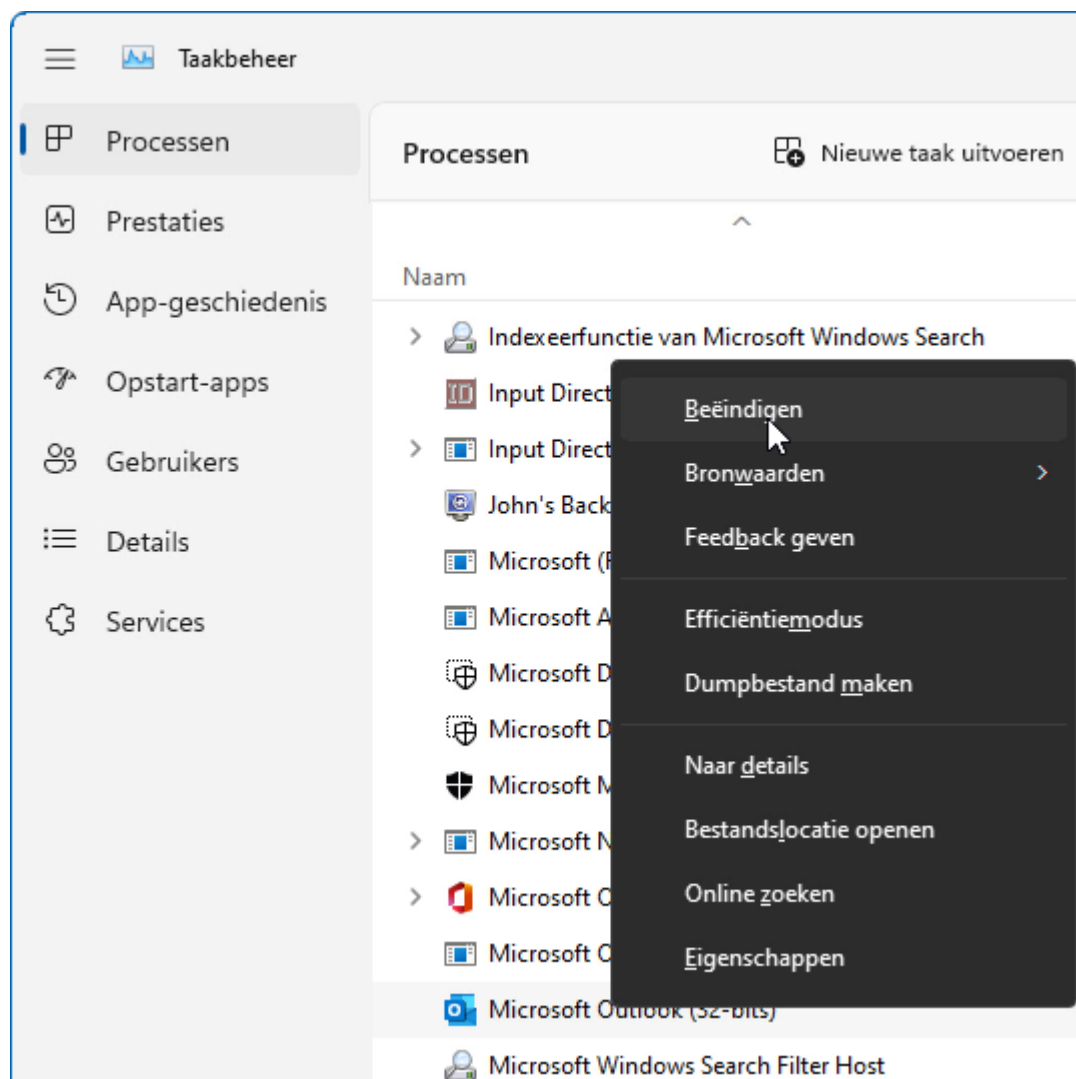 Taakbeheer
Processen
Prestaties
App-geschiedenis
Opstart-apps
Gebruikers
Details
Services
Processen
Nieuwe taak uitvoeren
Naam
Indexeerfunctie van Microsoft Windows Search
Input Direct
Input Direct
John's Back
Microsoft (
Microsoft A
Microsoft D
Microsoft D
Microsoft M
Microsoft N
Microsoft O
Microsoft O
Microsoft Outlook (32-bits)
Microsoft Windows Search Filter Host
Beëindigen
Bronwaarden
Feedback geven
Efficiëntiemodus
Dumpbestand maken
Naar details
Bestandslocatie openen
Online zoeken
Eigenschappen